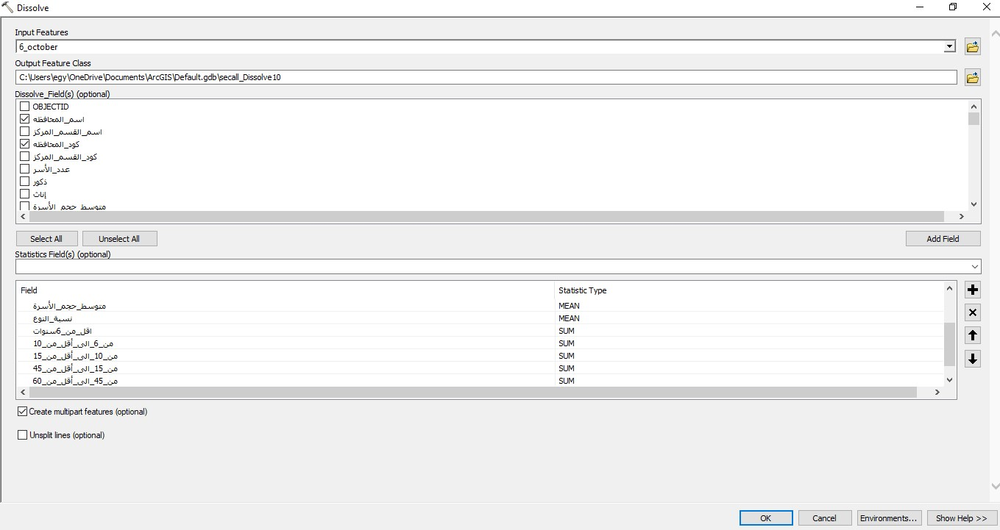 Dissolve
Input Features
6_october
Output Feature Class
C:\Users\egy\OneDrive\Documents\ArcGIS\Default.gdb\secall_Dissolve10
Dissolve_Field(s) (optional)
OBJECTID
اسم_المحافظه
اسم_القسم_المركز
كود_المحافظه
كود_القسم_المركز
عدد_الأسر
ذكور
إناث
متوسط_حجم_الأسرة
Select All Unselect All Add Field
Statistics Field(s) (optional)
Field Statistic Type
متوسط_حجم_الأسرة MEAN
نسبة_النوع MEAN
اقل_من_6سنوات SUM
من_6_الى_أقل_من_10 SUM
من_10_الى_أقل_من_15 SUM
من_15_الى_أقل_من_45 SUM
من_45_الى_أقل_من_60 SUM
Create multipart features (optional)
Unsplit lines (optional)
OK Cancel Environments... Show Help >>